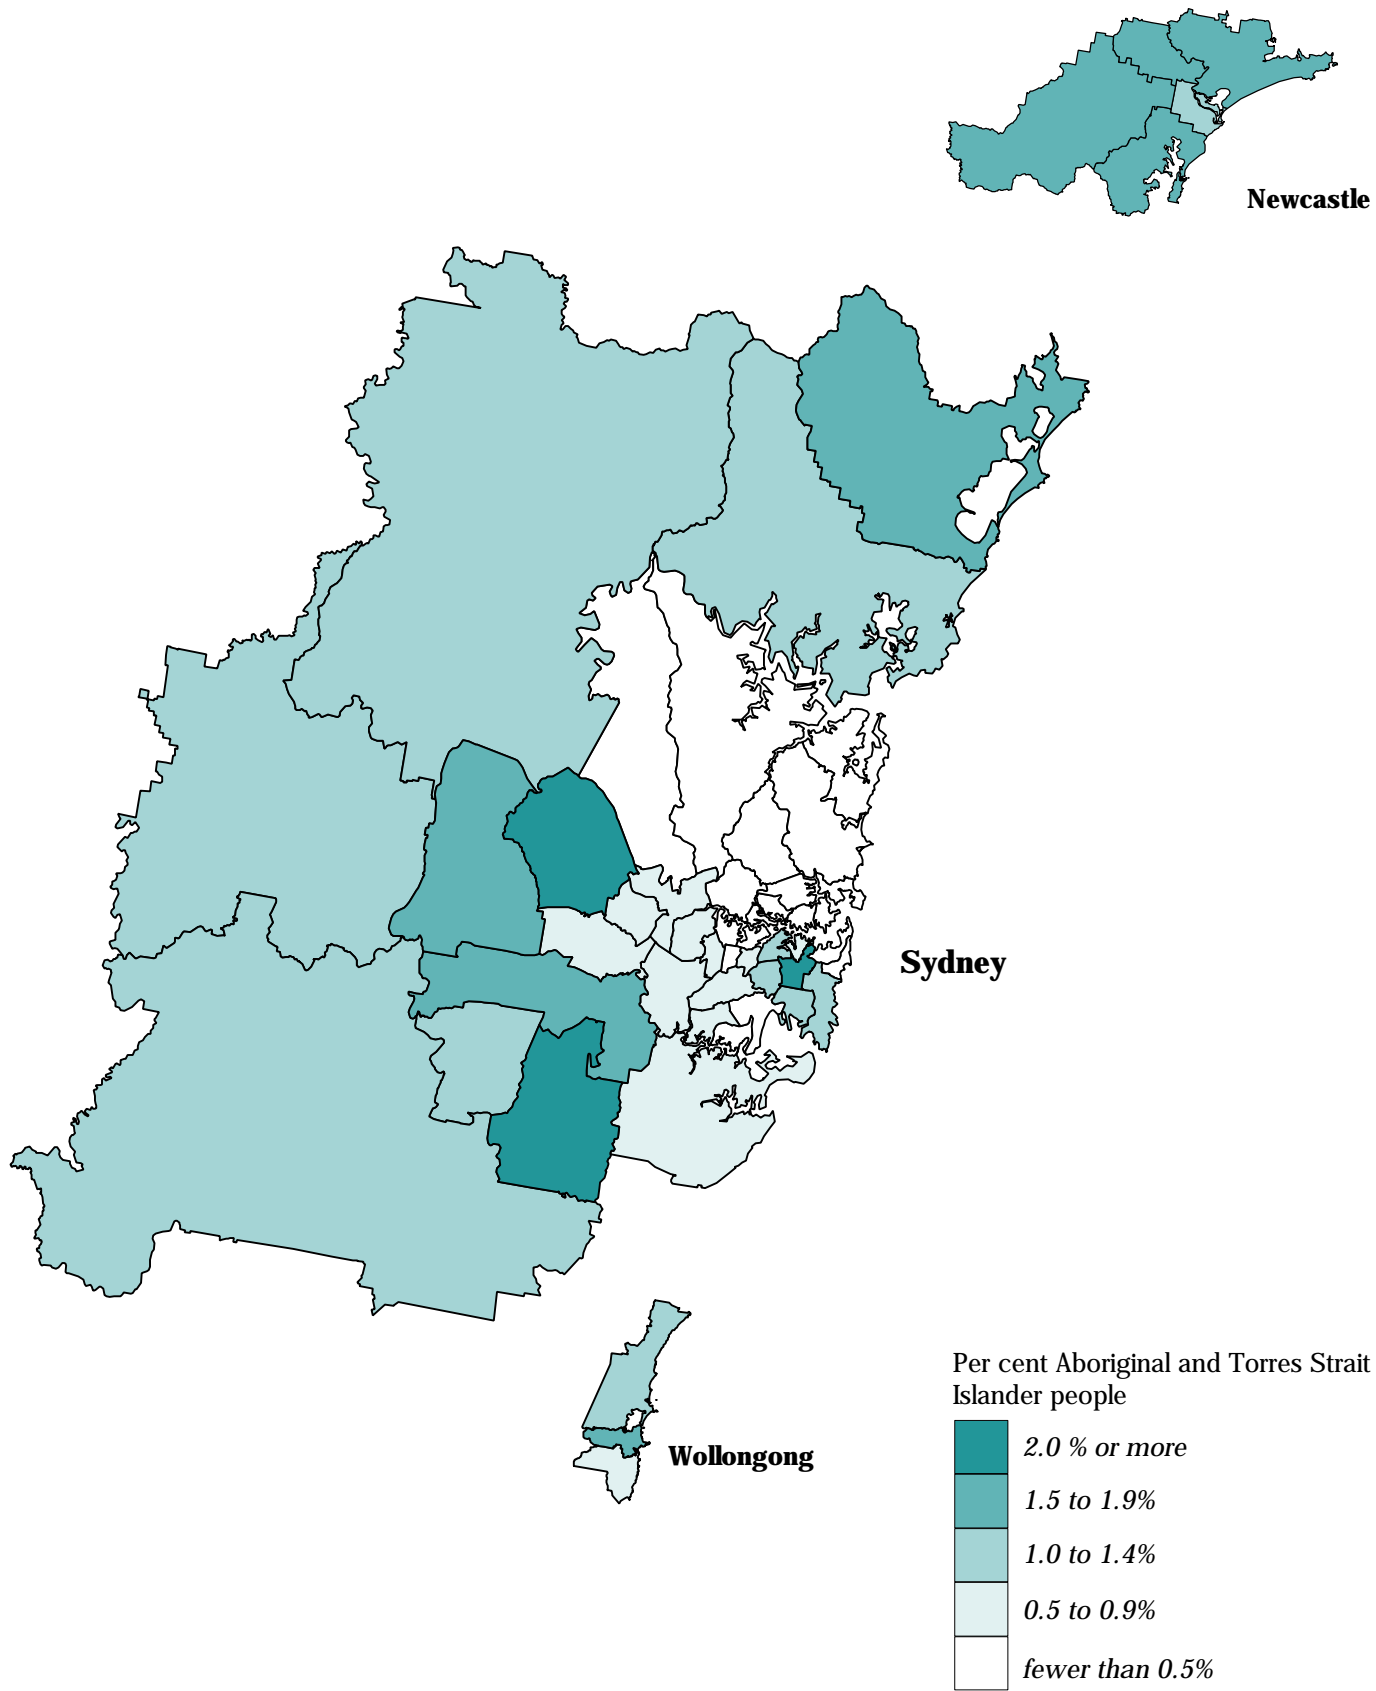 Newcastle
Sydney
Wollongong
Per cent Aboriginal and Torres Strait
Islander people
2.0 % or more
1.5 to 1.9%
1.0 to 1.4%
0.5 to 0.9%
fewer than 0.5%